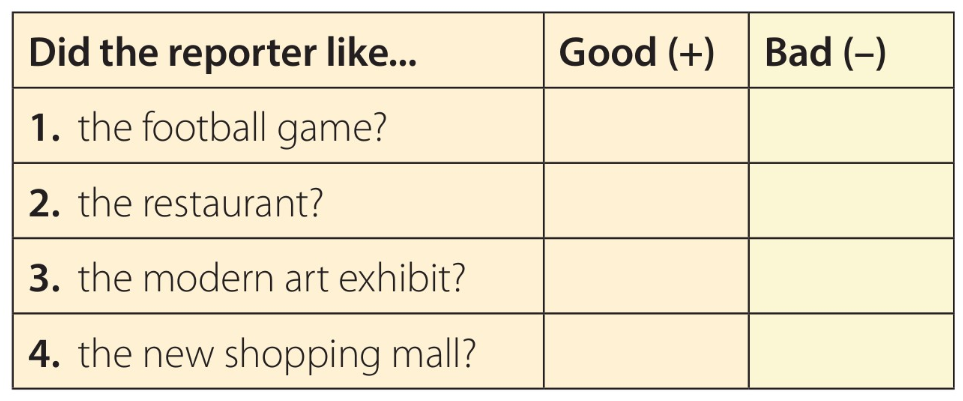 Did the reporter like... Good (+) Bad (–)
1. the football game?
2. the restaurant?
3. the modern art exhibit?
4. the new shopping mall?